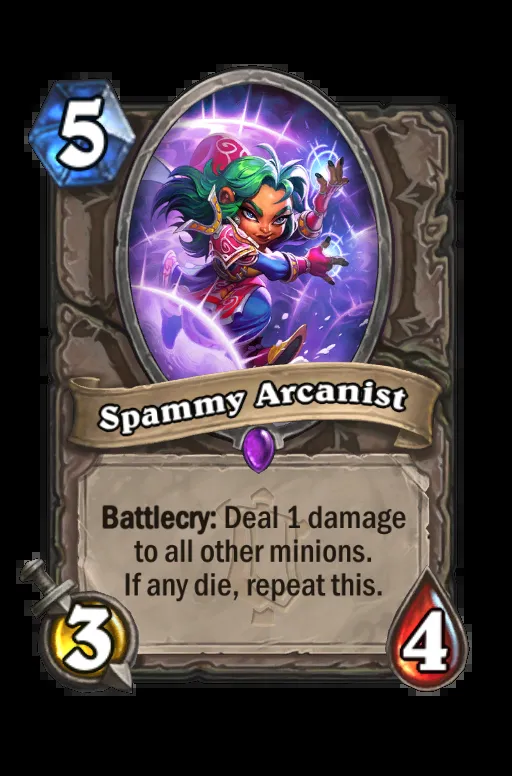 5
Spammy Arcanist
Battlecry: Deal 1 damage
to all other minions.
If any die, repeat this.
3
4